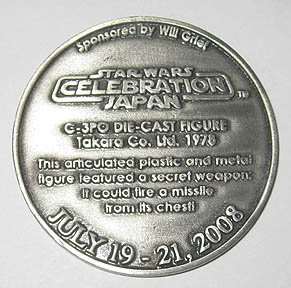 Sponsored by Will Grief
STAR WARS
CELEBRATION
JAPAN
TM
C-3PO DIE-CAST FIGURE
Takara Co. Ltd. 1978
This articulated plastic and metal
figure featured a secret weapon:
it could fire a missile
from its chest!
JULY 19 - 21, 2008